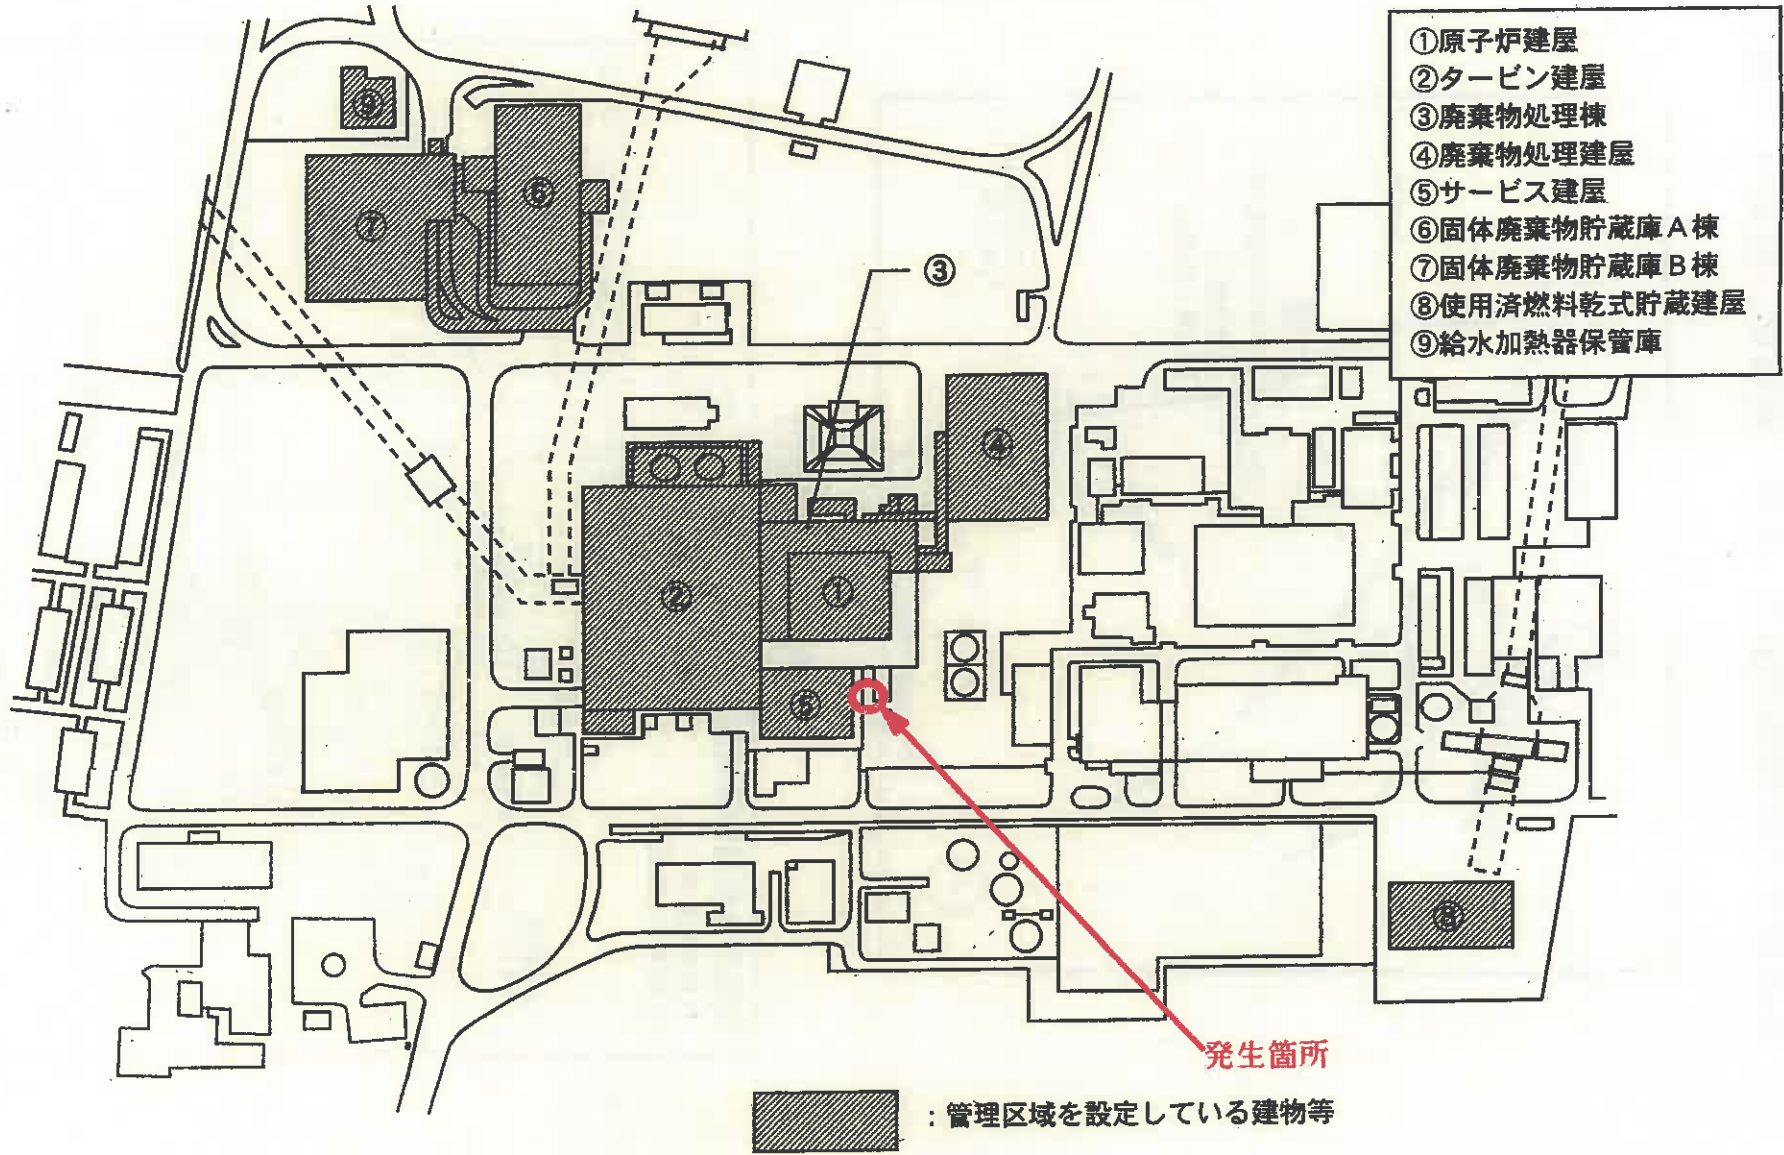 ①原子炉建屋
②タービン建屋
③廃棄物処理棟
④廃棄物処理建屋
⑤サービス建屋
⑥固体廃棄物貯蔵庫A棟
⑦固体廃棄物貯蔵庫B棟
⑧使用済燃料乾式貯蔵建屋
⑨給水加熱器保管庫
⑨
⑥
⑦
③
④
②
①
⑤
⑧
発生箇所
：管理区域を設定している建物等